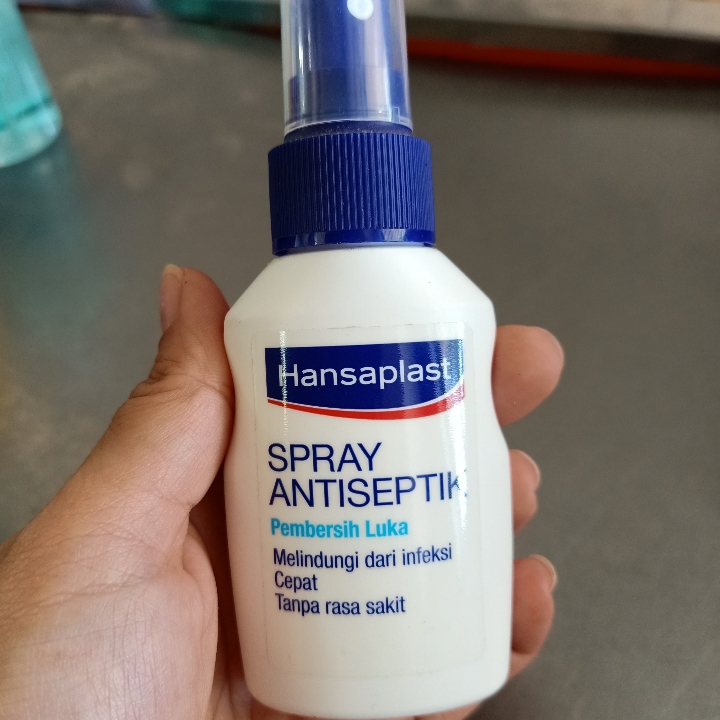 Hansaplast
SPRAY
ANTISEPTIK
Pembersih Luka
Melindungi dari infeksi
Cepat
Tanpa rasa sakit